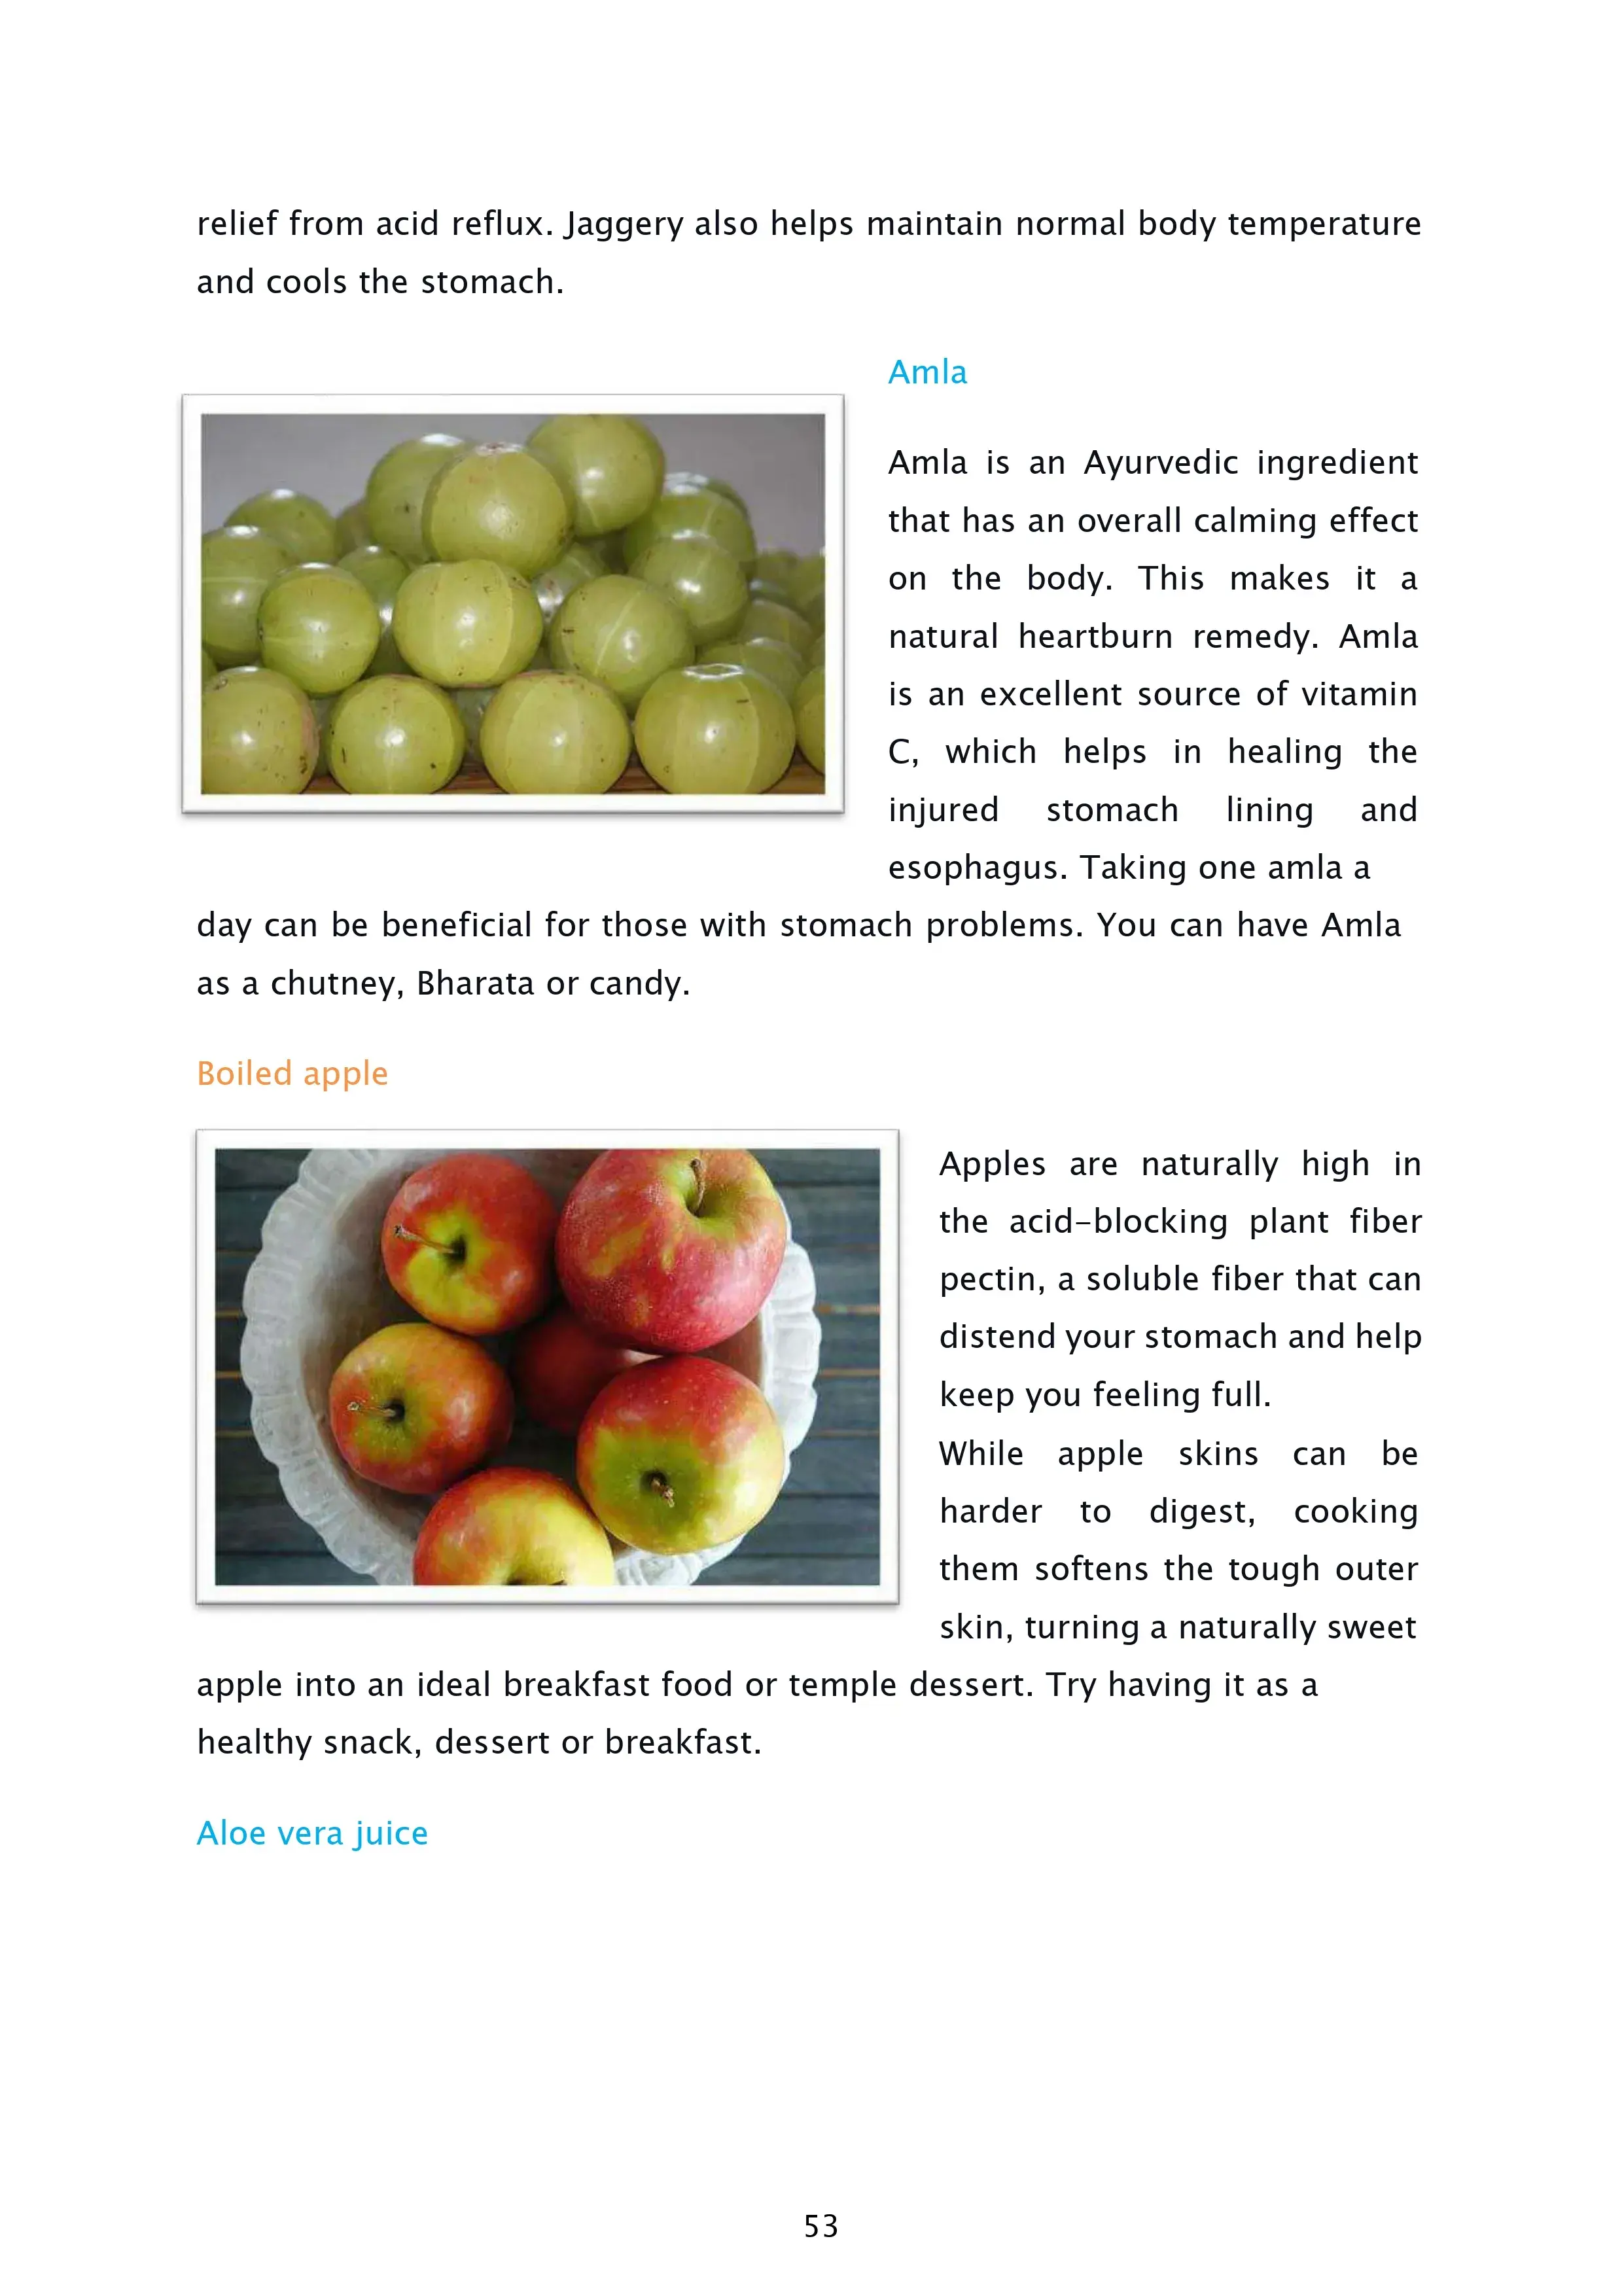 relief from acid reflux. Jaggery also helps maintain normal body temperature
and cools the stomach.
Amla
Amla is an Ayurvedic ingredient
that has an overall calming effect
on the body. This makes it a
natural heartburn remedy. Amla
is an excellent source of vitamin
C, which helps in healing the
injured stomach lining and
esophagus. Taking one amla a
day can be beneficial for those with stomach problems. You can have Amla
as a chutney, Bharata or candy.
Boiled apple
Apples are naturally high in
the acid-blocking plant fiber
pectin, a soluble fiber that can
distend your stomach and help
keep you feeling full.
While apple skins can be
harder to digest, cooking
them softens the tough outer
skin, turning a naturally sweet
apple into an ideal breakfast food or temple dessert. Try having it as a
healthy snack, dessert or breakfast.
Aloe vera juice
53